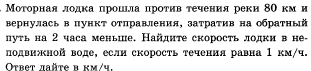 . Моторная лодка прошла против течения реки 80 км и
вернулась в пункт отправления, затратив на обратный
путь на 2 часа меньше. Найдите скорость лодки в не-
подвижной воде, если скорость течения равна 1 км/ч.
Ответ дайте в км/ч.